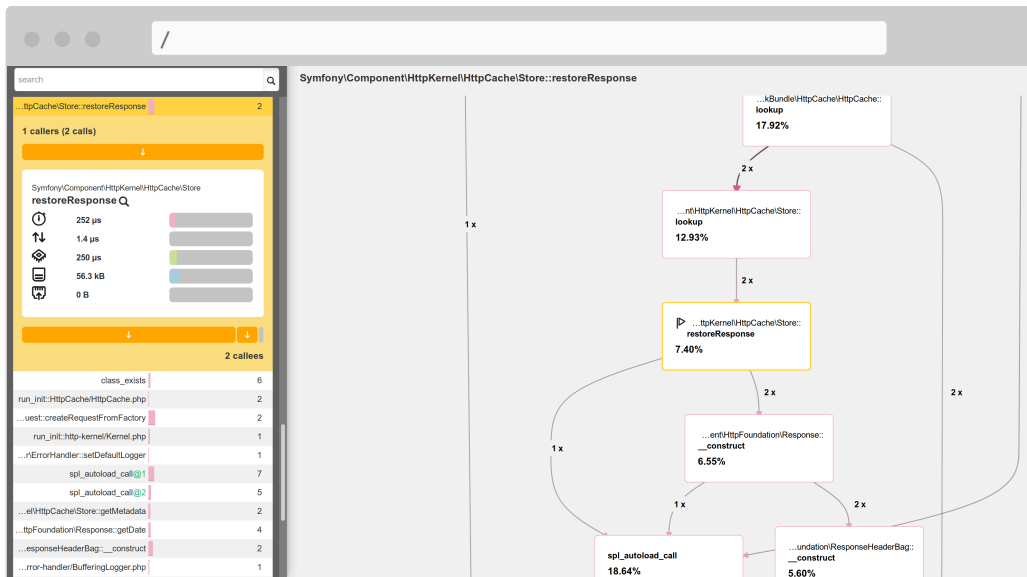 /
search
Symfony\Component\HttpKernel\HttpCache\Store::restoreResponse
...ttpCache\Store::restoreResponse 2
1 callers (2 calls)
↓
Symfony\Component\HttpKernel\HttpCache\Store
restoreResponse
252 µs
1.4 µs
250 µs
56.3 kB
0 B
↓ ↓
2 callees
class_exists 6
run_init::HttpCache/HttpCache.php 2
...uest::createRequestFromFactory 2
run_init::http-kernel/Kernel.php 1
...r\ErrorHandler::setDefaultLogger 1
spl_autoload_call@1 7
spl_autoload_call@2 5
...el\HttpCache\Store::getMetadata 2
...ttpFoundation\Response::getDate 4
...esponseHeaderBag::__construct 2
...rror-handler/BufferingLogger.php 1
...kBundle\HttpCache\HttpCache::
lookup
17.92%
2 x
...nt\HttpKernel\HttpCache\Store::
lookup
12.93%
1 x
2 x
...ttpKernel\HttpCache\Store::
restoreResponse
7.40%
2 x
2 x
...ent\HttpFoundation\Response::
__construct
6.55%
1 x
1 x
2 x
spl_autoload_call
18.64%
...undation\ResponseHeaderBag::
__construct
5.60%